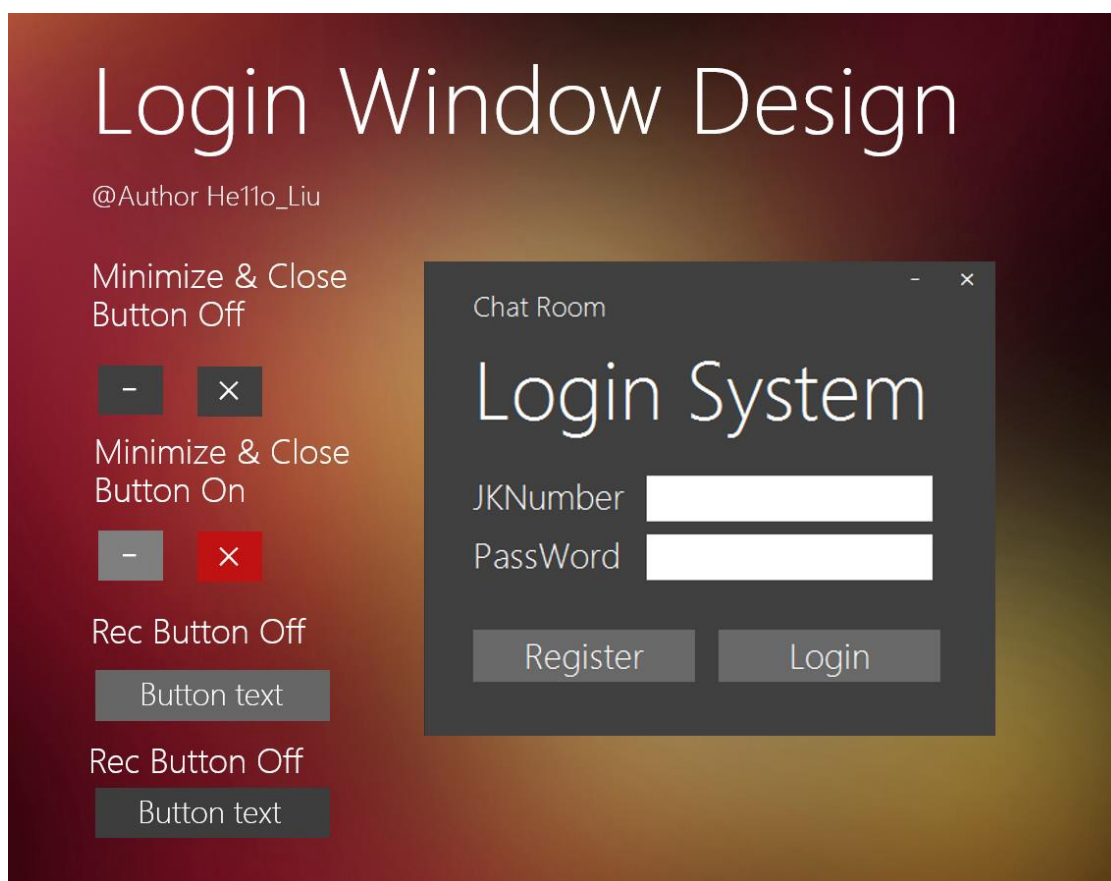 Login Window Design
@Author He11o_Liu
Minimize & Close
Button Off
Minimize & Close
Button On
Rec Button Off
Button text
Rec Button Off
Button text
Chat Room
Login System
JKNumber
PassWord
Register Login